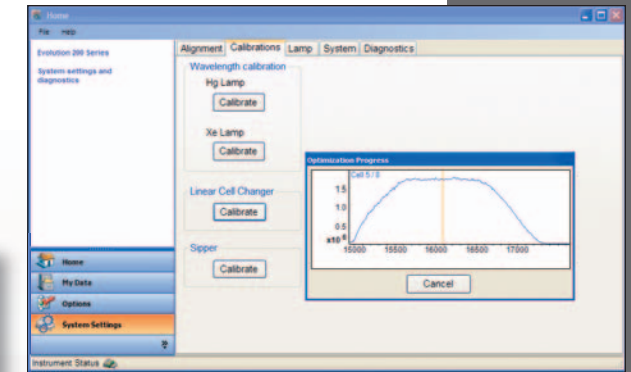 Home
File Help
Evolution 200 Series
System settings and
diagnostics
Home
My Data
Options
System Settings
Alignment Calibrations Lamp System Diagnostics
Wavelength calibration
Hg Lamp
Calibrate
Xe Lamp
Calibrate
Linear Cell Changer
Calibrate
Sipper
Calibrate
Optimization Progress
Cell 5 / 8
1.5
1.0
0.5
x10 6
15000 15500 16000 16500 17000
Cancel
Instrument Status